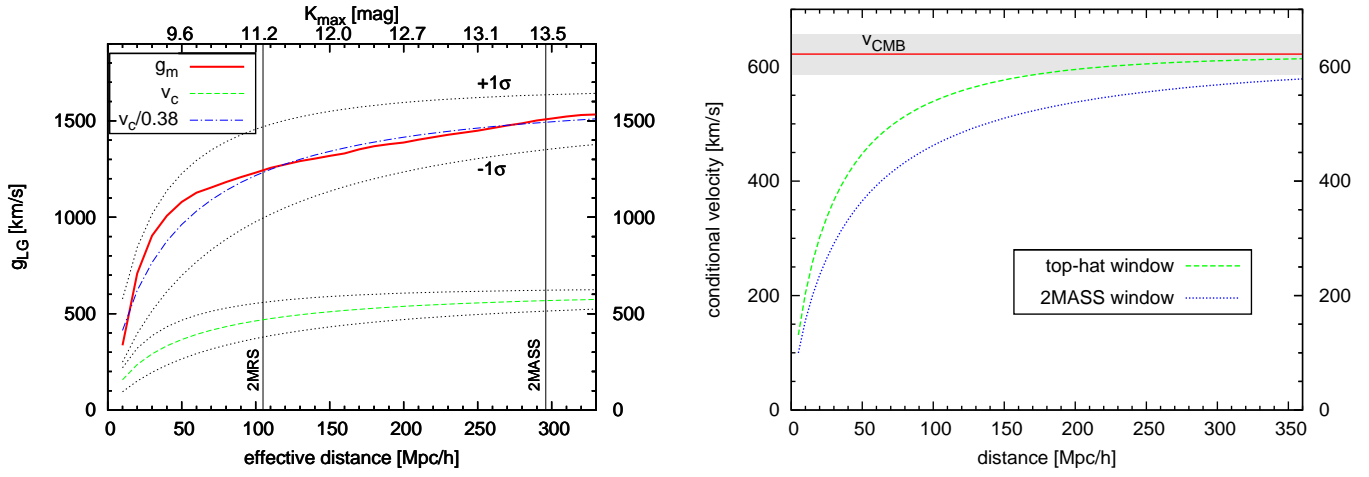 K_max [mag]
9.6 11.2 12.0 12.7 13.1 13.5
g_m
v_c
v_c/0.38
+1σ
-1σ
2MRS
2MASS
g_LG [km/s]
1500 1500
1000 1000
500 500
0 0
0 50 100 150 200 250 300
effective distance [Mpc/h]
v_CMB
conditional velocity [km/s]
600 600
400 400
200 200
0 0
top-hat window
2MASS window
0 50 100 150 200 250 300 350
distance [Mpc/h]